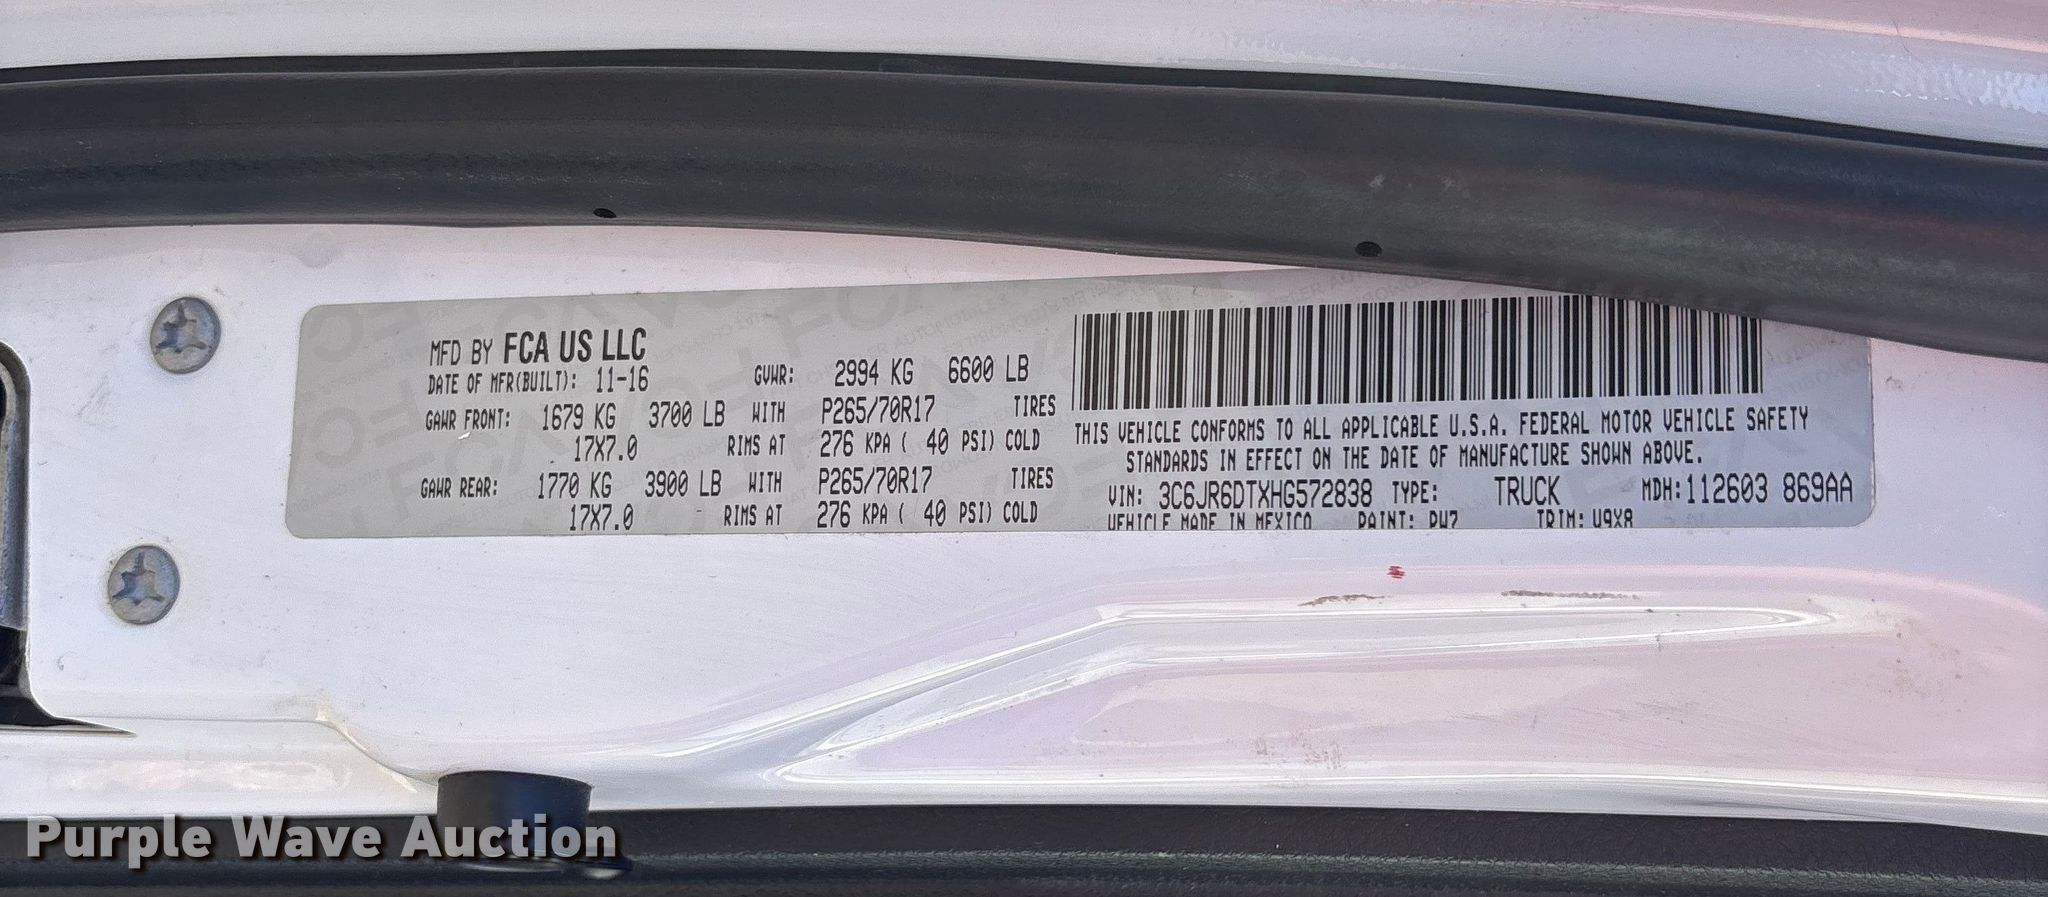 MFD BY FCA US LLC
DATE OF MFR(BUILT): 11-16 GVWR: 2994 KG 6600 LB
GAWR FRONT: 1679 KG 3700 LB WITH P265/70R17 TIRES
17X7.0 RIMS AT 276 KPA ( 40 PSI) COLD
GAWR REAR: 1770 KG 3900 LB WITH P265/70R17 TIRES
17X7.0 RIMS AT 276 KPA ( 40 PSI) COLD
THIS VEHICLE CONFORMS TO ALL APPLICABLE U.S.A. FEDERAL MOTOR VEHICLE SAFETY
STANDARDS IN EFFECT ON THE DATE OF MANUFACTURE SHOWN ABOVE.
VIN: 3C6JR6DTXHG572838 TYPE: TRUCK MDH: 112603 869AA
VEHICLE MADE IN MEXICO PAINT: PW7 TRIM: V9X8
Purple Wave Auction